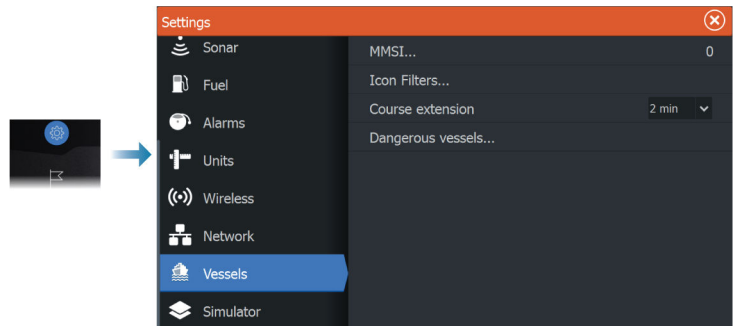 Settings
Sonar
Fuel
Alarms
Units
Wireless
Network
Vessels
Simulator
MMSI... 0
Icon Filters...
Course extension 2 min
Dangerous vessels...